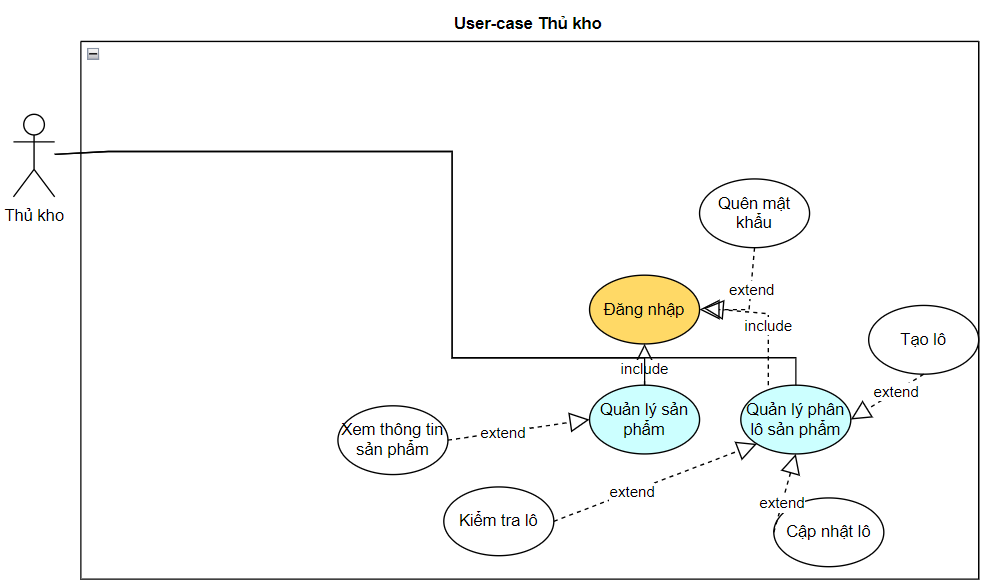 User-case Thủ kho
Thủ kho
Quên mật
khẩu
extend
Đăng nhập
include
Tạo lô
include
extend
Quản lý sản
phẩm
Quản lý phân
lô sản phẩm
Xem thông tin
sản phẩm
extend
extend
Kiểm tra lô
extend
Cập nhật lô